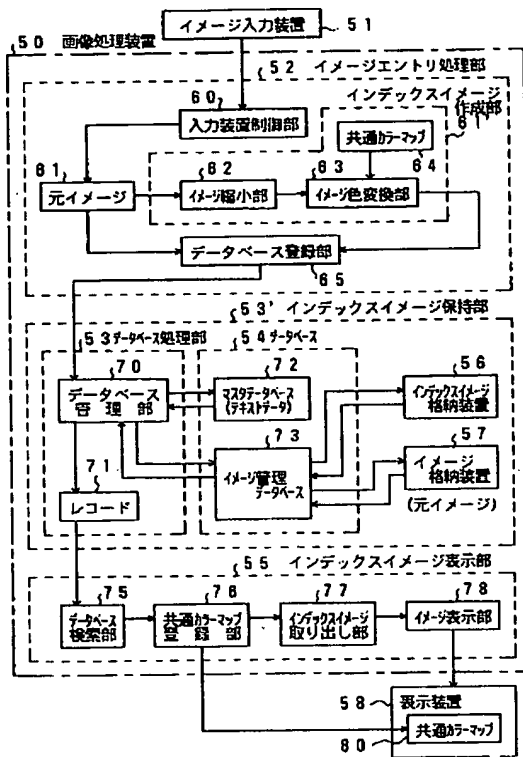 イメージ入力装置
51
50 画像処理装置
52 イメージエントリ処理部
60
入力装置制御部
インデックスイメージ
作成部
61'
共通カラーマップ
64
61
元イメージ
62
イメージ縮小部
63
イメージ色変換部
データベース登録部
65
53' インデックスイメージ保持部
53データベース処理部
54データベース
70
データベース
管理部
72
マスタデータベース
(テキストデータ)
56
インデックスイメージ
格納装置
73
イメージ管理
データベース
57
イメージ
格納装置
(元イメージ)
71
レコード
55 インデックスイメージ表示部
75
データベース
検索部
76
共通カラーマップ
登録部
77
インデックスイメージ
取り出し部
78
イメージ表示部
58
表示装置
共通カラーマップ
80